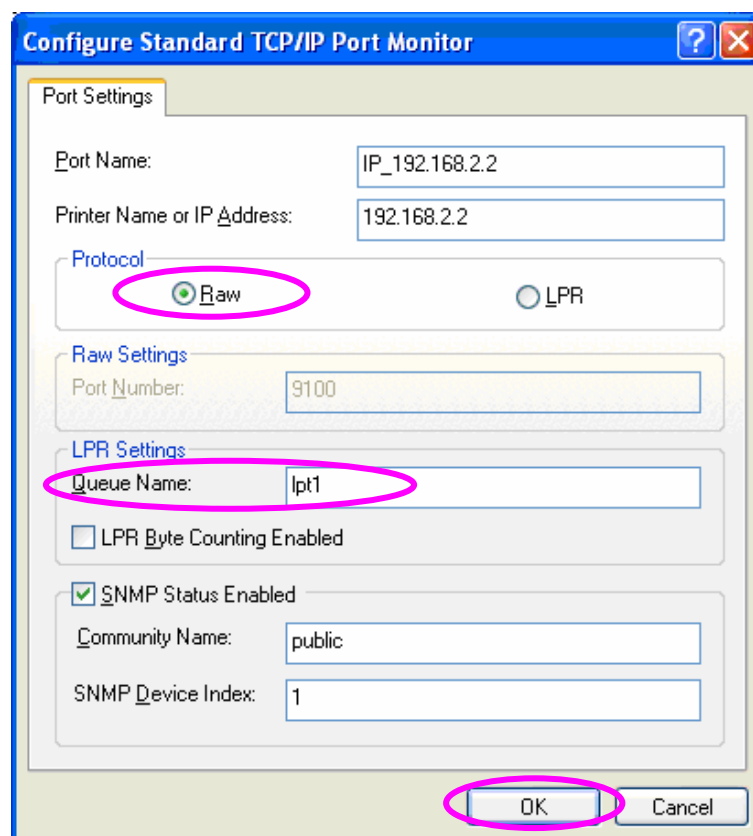 Configure Standard TCP/IP Port Monitor
Port Settings
Port Name: IP_192.168.2.2
Printer Name or IP Address: 192.168.2.2
Protocol
Raw LPR
Raw Settings
Port Number: 9100
LPR Settings
Queue Name: lpt1
LPR Byte Counting Enabled
SNMP Status Enabled
Community Name: public
SNMP Device Index: 1
OK Cancel